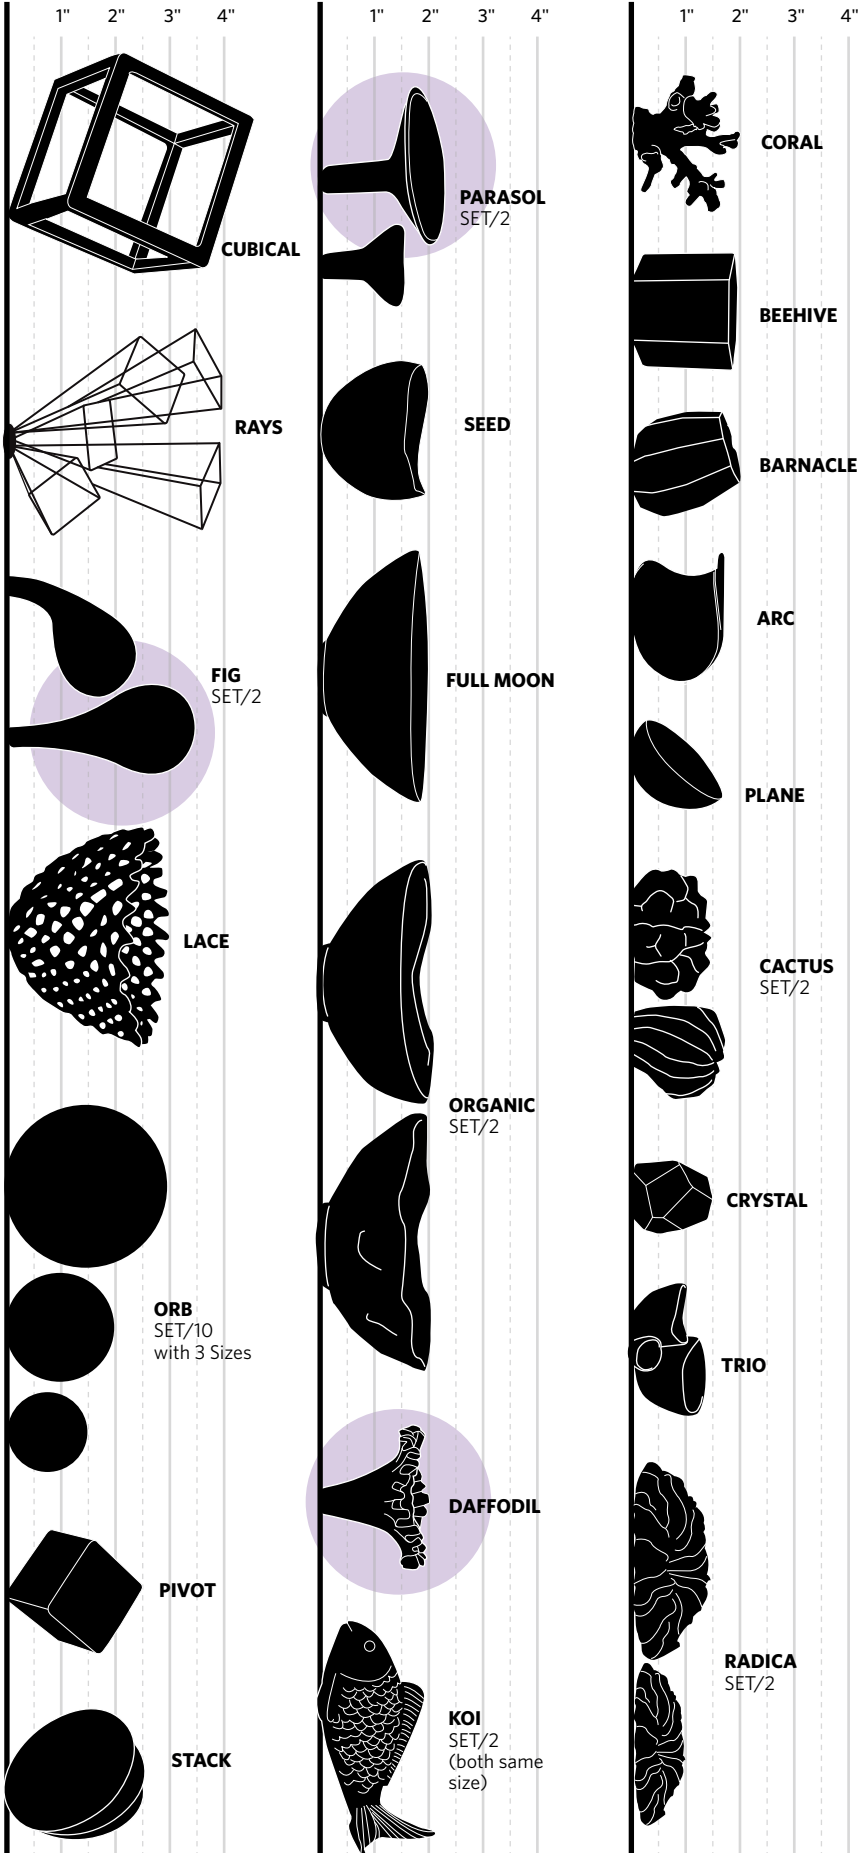 1" 2" 3" 4"
CUBICAL
RAYS
FIG
SET/2
LACE
ORB
SET/10
with 3 Sizes
PIVOT
STACK
1" 2" 3" 4"
PARASOL
SET/2
SEED
FULL MOON
ORGANIC
SET/2
DAFFODIL
KOI
SET/2
(both same
size)
1" 2" 3" 4"
CORAL
BEEHIVE
BARNACLE
ARC
PLANE
CACTUS
SET/2
CRYSTAL
TRIO
RADICA
SET/2